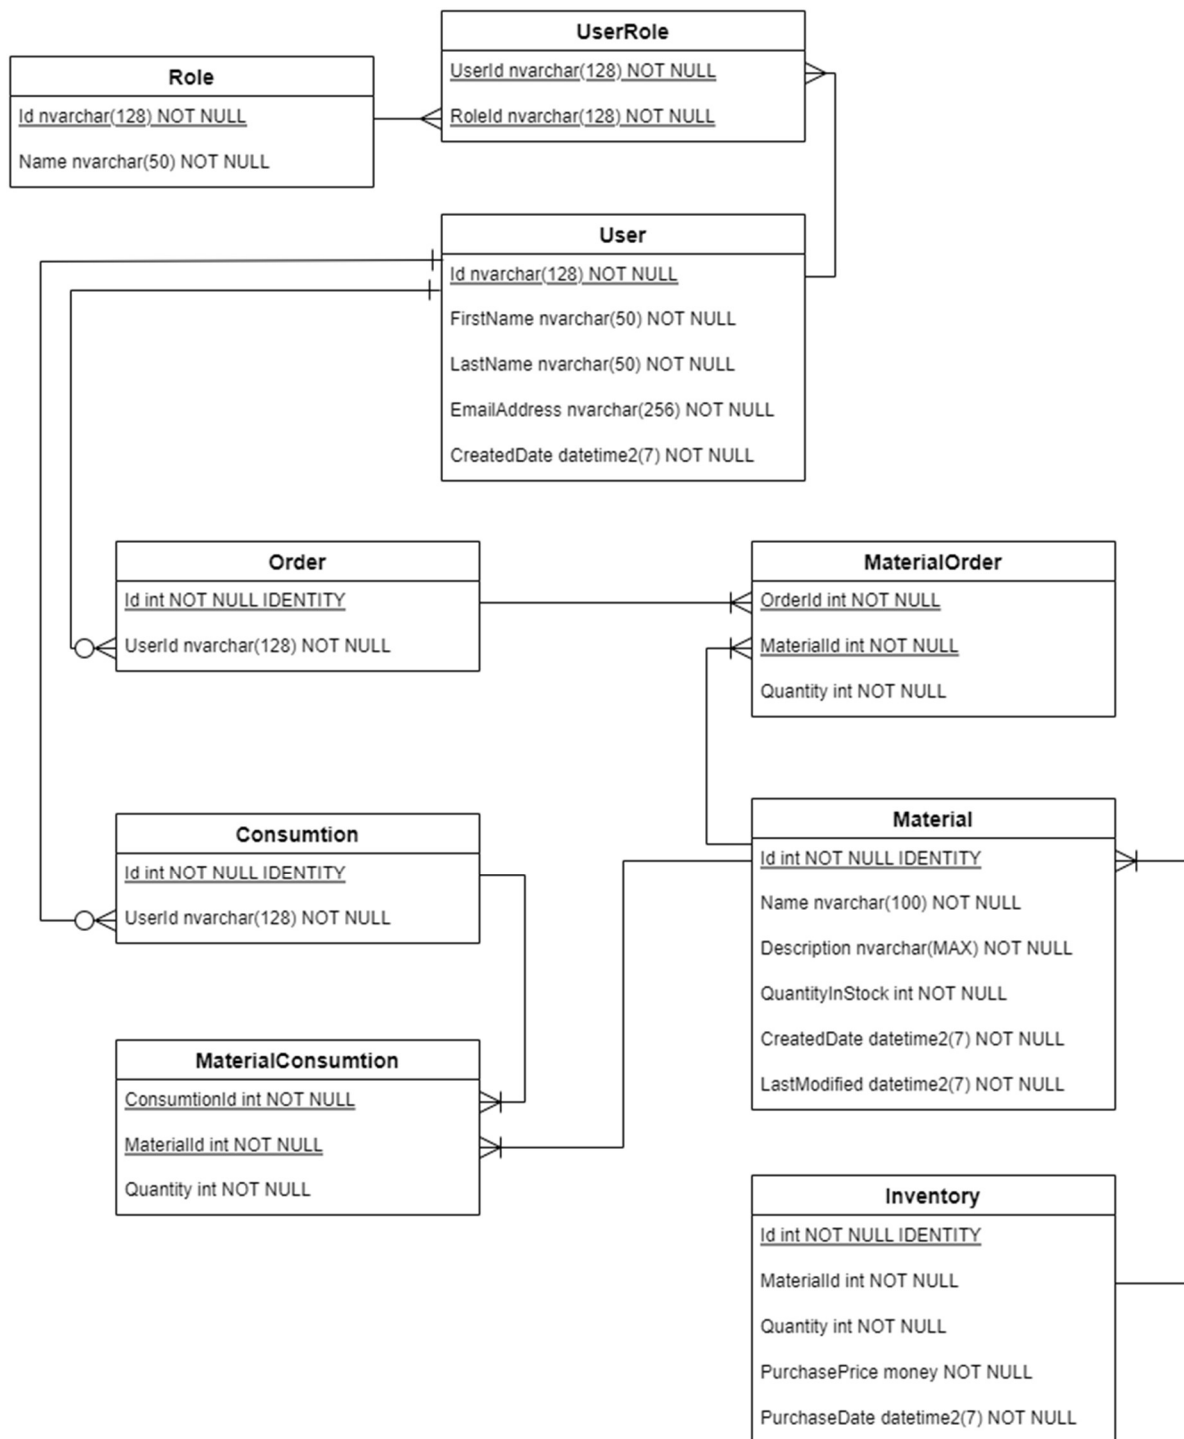 UserRole
UserId nvarchar(128) NOT NULL
RoleId nvarchar(128) NOT NULL
Role
Id nvarchar(128) NOT NULL
Name nvarchar(50) NOT NULL
User
Id nvarchar(128) NOT NULL
FirstName nvarchar(50) NOT NULL
LastName nvarchar(50) NOT NULL
EmailAddress nvarchar(256) NOT NULL
CreatedDate datetime2(7) NOT NULL
Order
Id int NOT NULL IDENTITY
UserId nvarchar(128) NOT NULL
MaterialOrder
OrderId int NOT NULL
MaterialId int NOT NULL
Quantity int NOT NULL
Consumtion
Id int NOT NULL IDENTITY
UserId nvarchar(128) NOT NULL
Material
Id int NOT NULL IDENTITY
Name nvarchar(100) NOT NULL
Description nvarchar(MAX) NOT NULL
QuantityInStock int NOT NULL
CreatedDate datetime2(7) NOT NULL
LastModified datetime2(7) NOT NULL
MaterialConsumtion
ConsumtionId int NOT NULL
MaterialId int NOT NULL
Quantity int NOT NULL
Inventory
Id int NOT NULL IDENTITY
MaterialId int NOT NULL
Quantity int NOT NULL
PurchasePrice money NOT NULL
PurchaseDate datetime2(7) NOT NULL